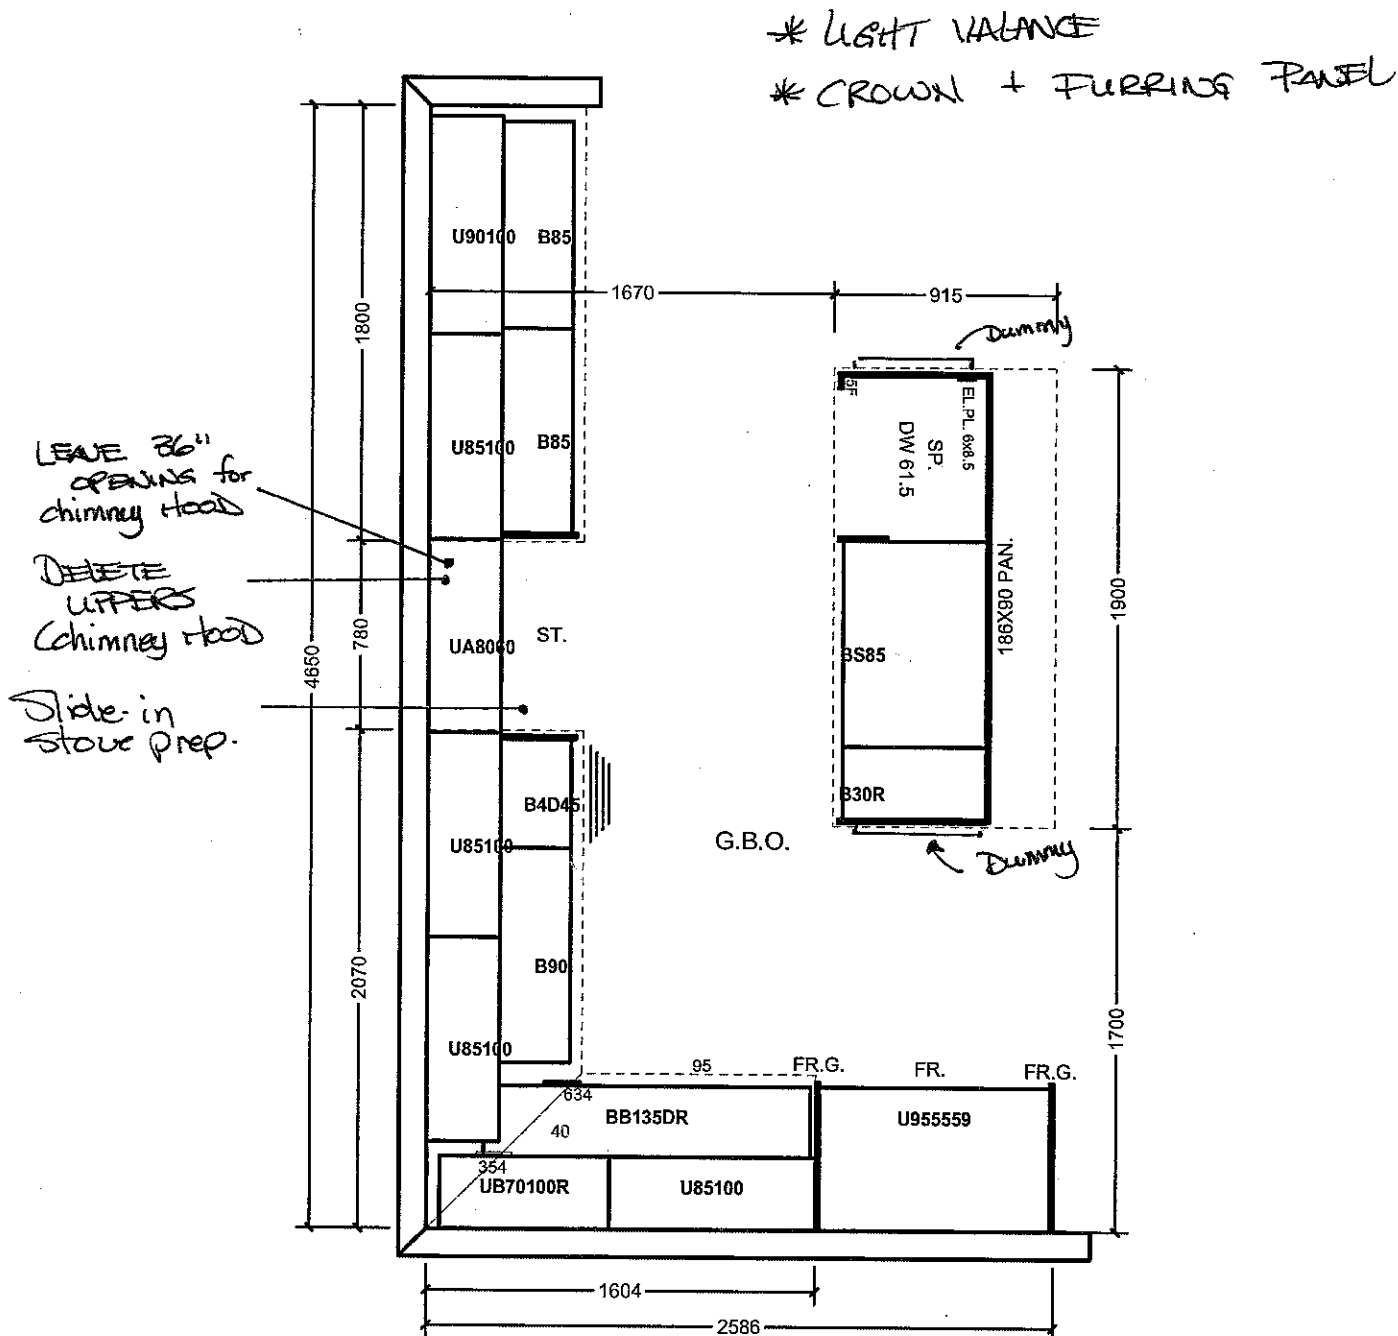 * LIGHT VALANCE
* CROWN + FURRING PANEL
U90100 B85
1670 915
1800
Dummy
5F
EL.PL. 6x8.5
SP.
DW 61.5
U85100 B85
LEAVE 36"
OPENING for
chimney HOOD
DELETE
UPPERS
(chimney HOOD
186X90 PAN.
1900
780
4650
UA8060 ST.
BS85
Slide-in
Stove prep.
B4D45
B30R
U85100
G.B.O.
Dummy
2070
B90
1700
U85100
95 FR.G. FR. FR.G.
634
BB135DR U955559
40
354
UB70100R U85100
1604
2586